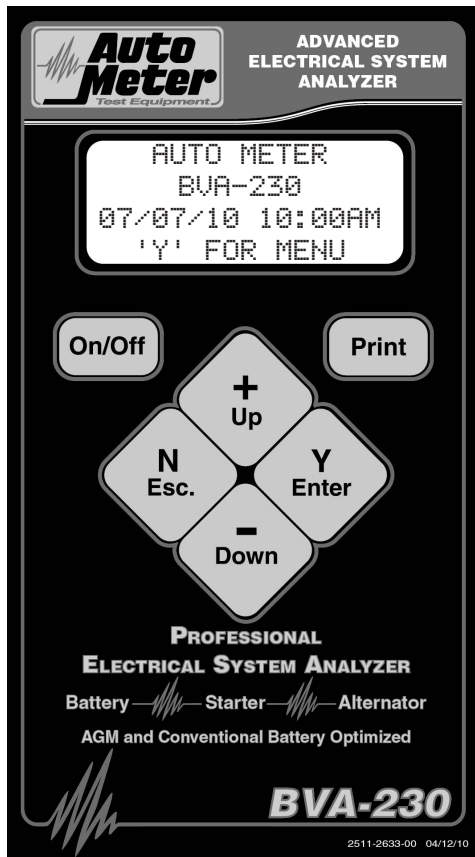 Auto
Meter
Test Equipment
ADVANCED
ELECTRICAL SYSTEM
ANALYZER
AUTO METER
BVA-230
07/07/10 10:00AM
'Y' FOR MENU
On/Off
Print
+
Up
N
Esc.
Y
Enter
-
Down
PROFESSIONAL
ELECTRICAL SYSTEM ANALYZER
Battery Starter Alternator
AGM and Conventional Battery Optimized
BVA-230
2511-2633-00 04/12/10